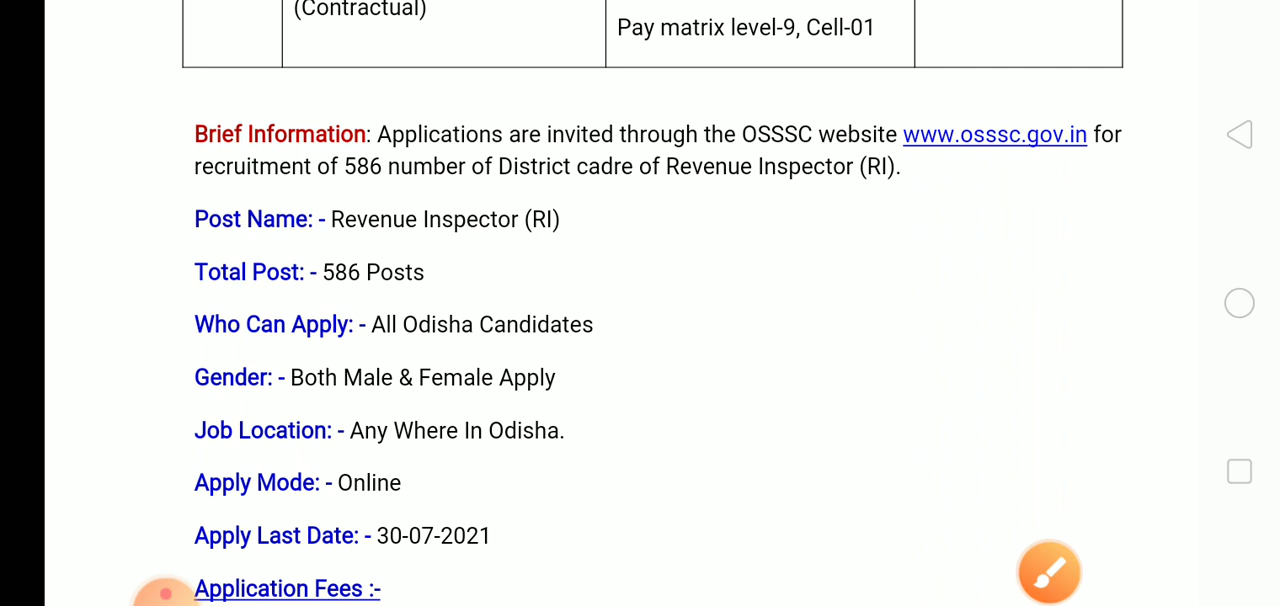 (Contractual)
Pay matrix level-9, Cell-01
Brief Information: Applications are invited through the OSSSC website www.osssc.gov.in for
recruitment of 586 number of District cadre of Revenue Inspector (RI).
Post Name: - Revenue Inspector (RI)
Total Post: - 586 Posts
Who Can Apply: - All Odisha Candidates
Gender: - Both Male & Female Apply
Job Location: - Any Where In Odisha.
Apply Mode: - Online
Apply Last Date: - 30-07-2021
Application Fees :-